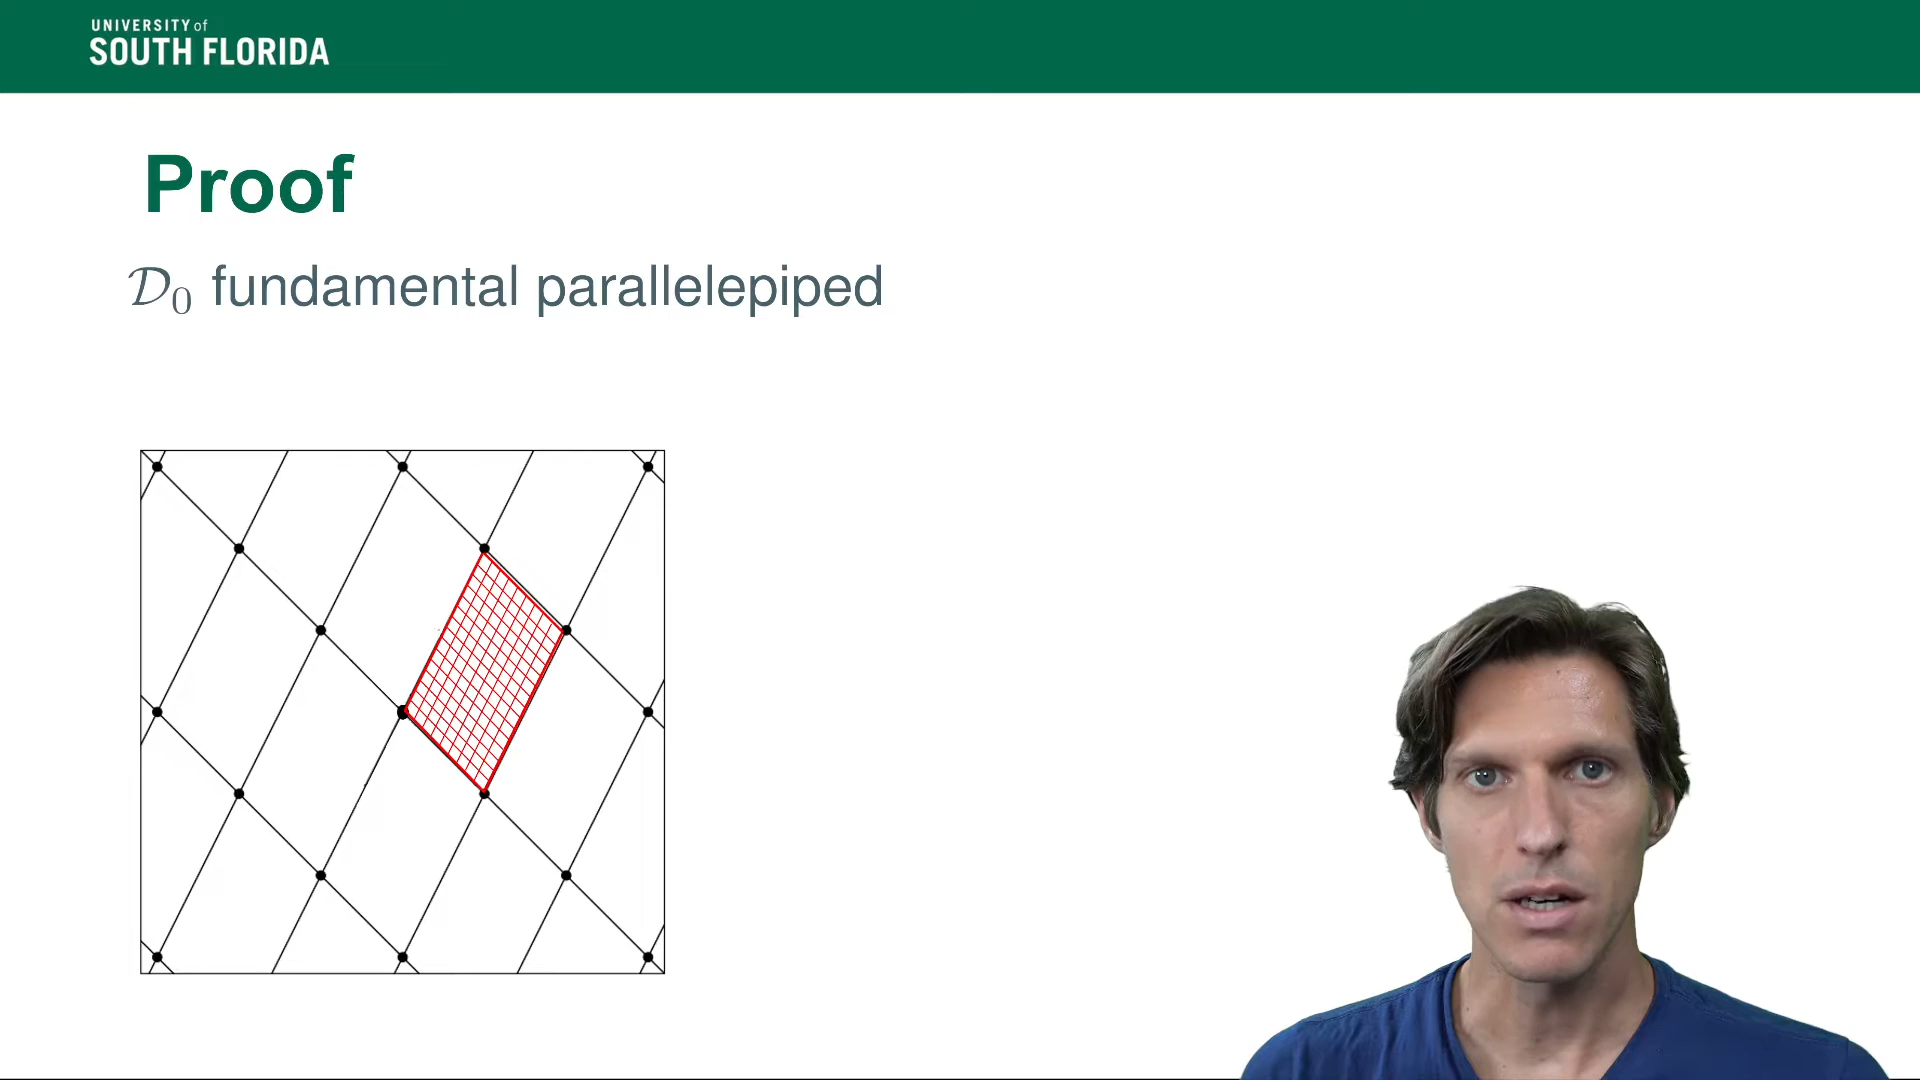 UNIVERSITY of
SOUTH FLORIDA
Proof
𝒟₀ fundamental parallelepiped